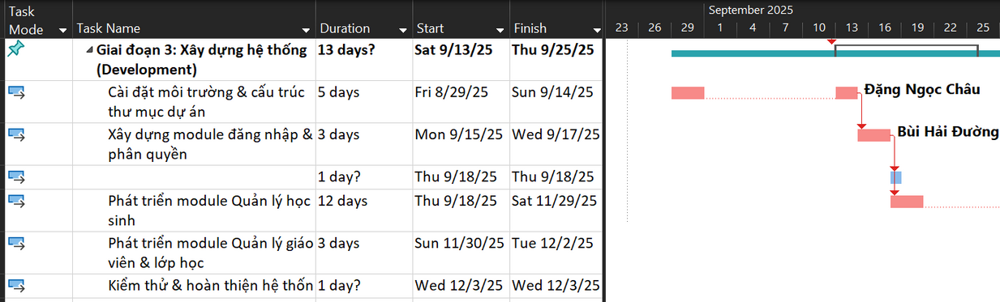 Task
Mode
Task Name
Duration
Start
Finish
September 2025
23 26 29 1 4 7 10 13 16 19 22 25
Giai đoạn 3: Xây dựng hệ thống
(Development)
13 days?
Sat 9/13/25
Thu 9/25/25
Cài đặt môi trường & cấu trúc
thư mục dự án
5 days
Fri 8/29/25
Sun 9/14/25
Đặng Ngọc Châu
Xây dựng module đăng nhập &
phân quyền
3 days
Mon 9/15/25
Wed 9/17/25
Bùi Hải Đường
1 day?
Thu 9/18/25
Thu 9/18/25
Phát triển module Quản lý học
sinh
12 days
Thu 9/18/25
Sat 11/29/25
Phát triển module Quản lý giáo
viên & lớp học
3 days
Sun 11/30/25
Tue 12/2/25
Kiểm thử & hoàn thiện hệ thốn
1 day?
Wed 12/3/25
Wed 12/3/25